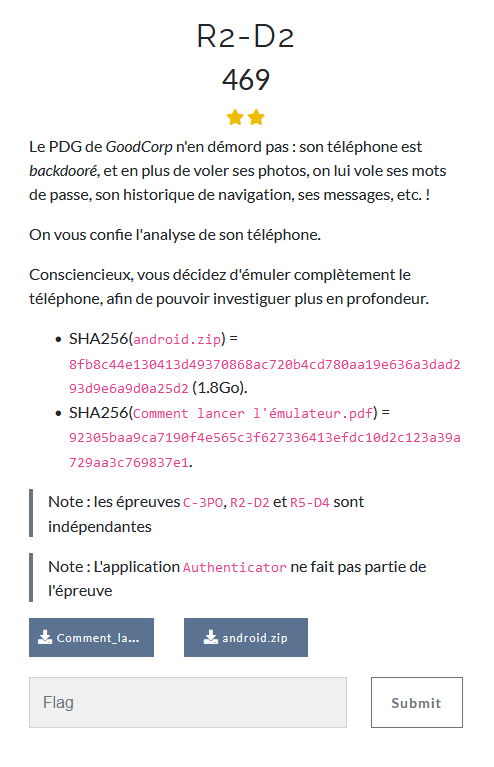 R2-D2
469
Le PDG de GoodCorp n'en démord pas : son téléphone est
backdooré, et en plus de voler ses photos, on lui vole ses mots
de passe, son historique de navigation, ses messages, etc. !
On vous confie l'analyse de son téléphone.
Consciencieux, vous décidez d'émuler complètement le
téléphone, afin de pouvoir investiguer plus en profondeur.
• SHA256(android.zip) =
8fb8c44e130413d49370868ac720b4cd780aa19e636a3dad2
93d9e6a9d0a25d2 (1.8Go).
• SHA256(Comment lancer l'émulateur.pdf) =
92305baa9ca7190f4e565c3f627336413efdc10d2c123a39a
729aa3c769837e1.
Note : les épreuves C-3PO, R2-D2 et R5-D4 sont
indépendantes
Note : L'application Authenticator ne fait pas partie de
l'épreuve
Comment_la... android.zip
Flag Submit